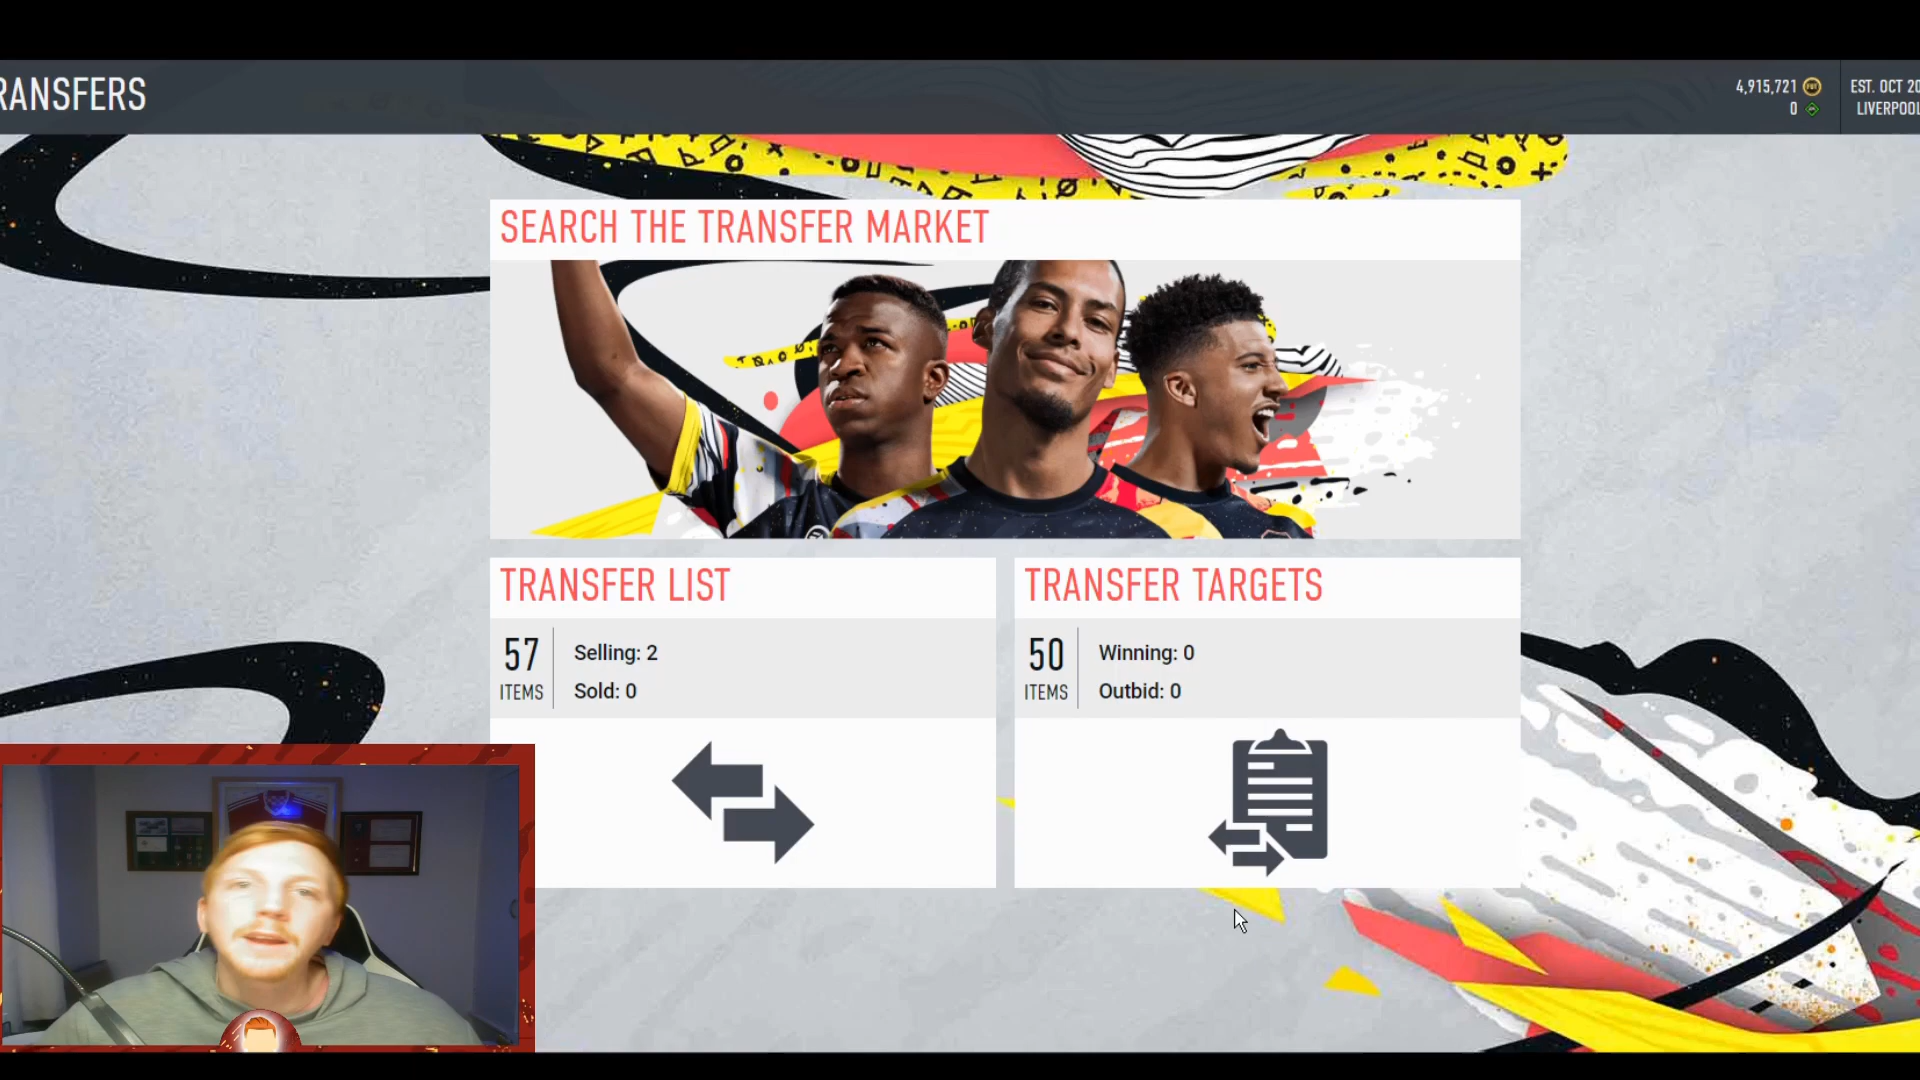 RANSFERS
4,915,721
0
EST. OCT 20
LIVERPOOL
SEARCH THE TRANSFER MARKET
TRANSFER LIST
57
ITEMS
Selling: 2
Sold: 0
TRANSFER TARGETS
50
ITEMS
Winning: 0
Outbid: 0